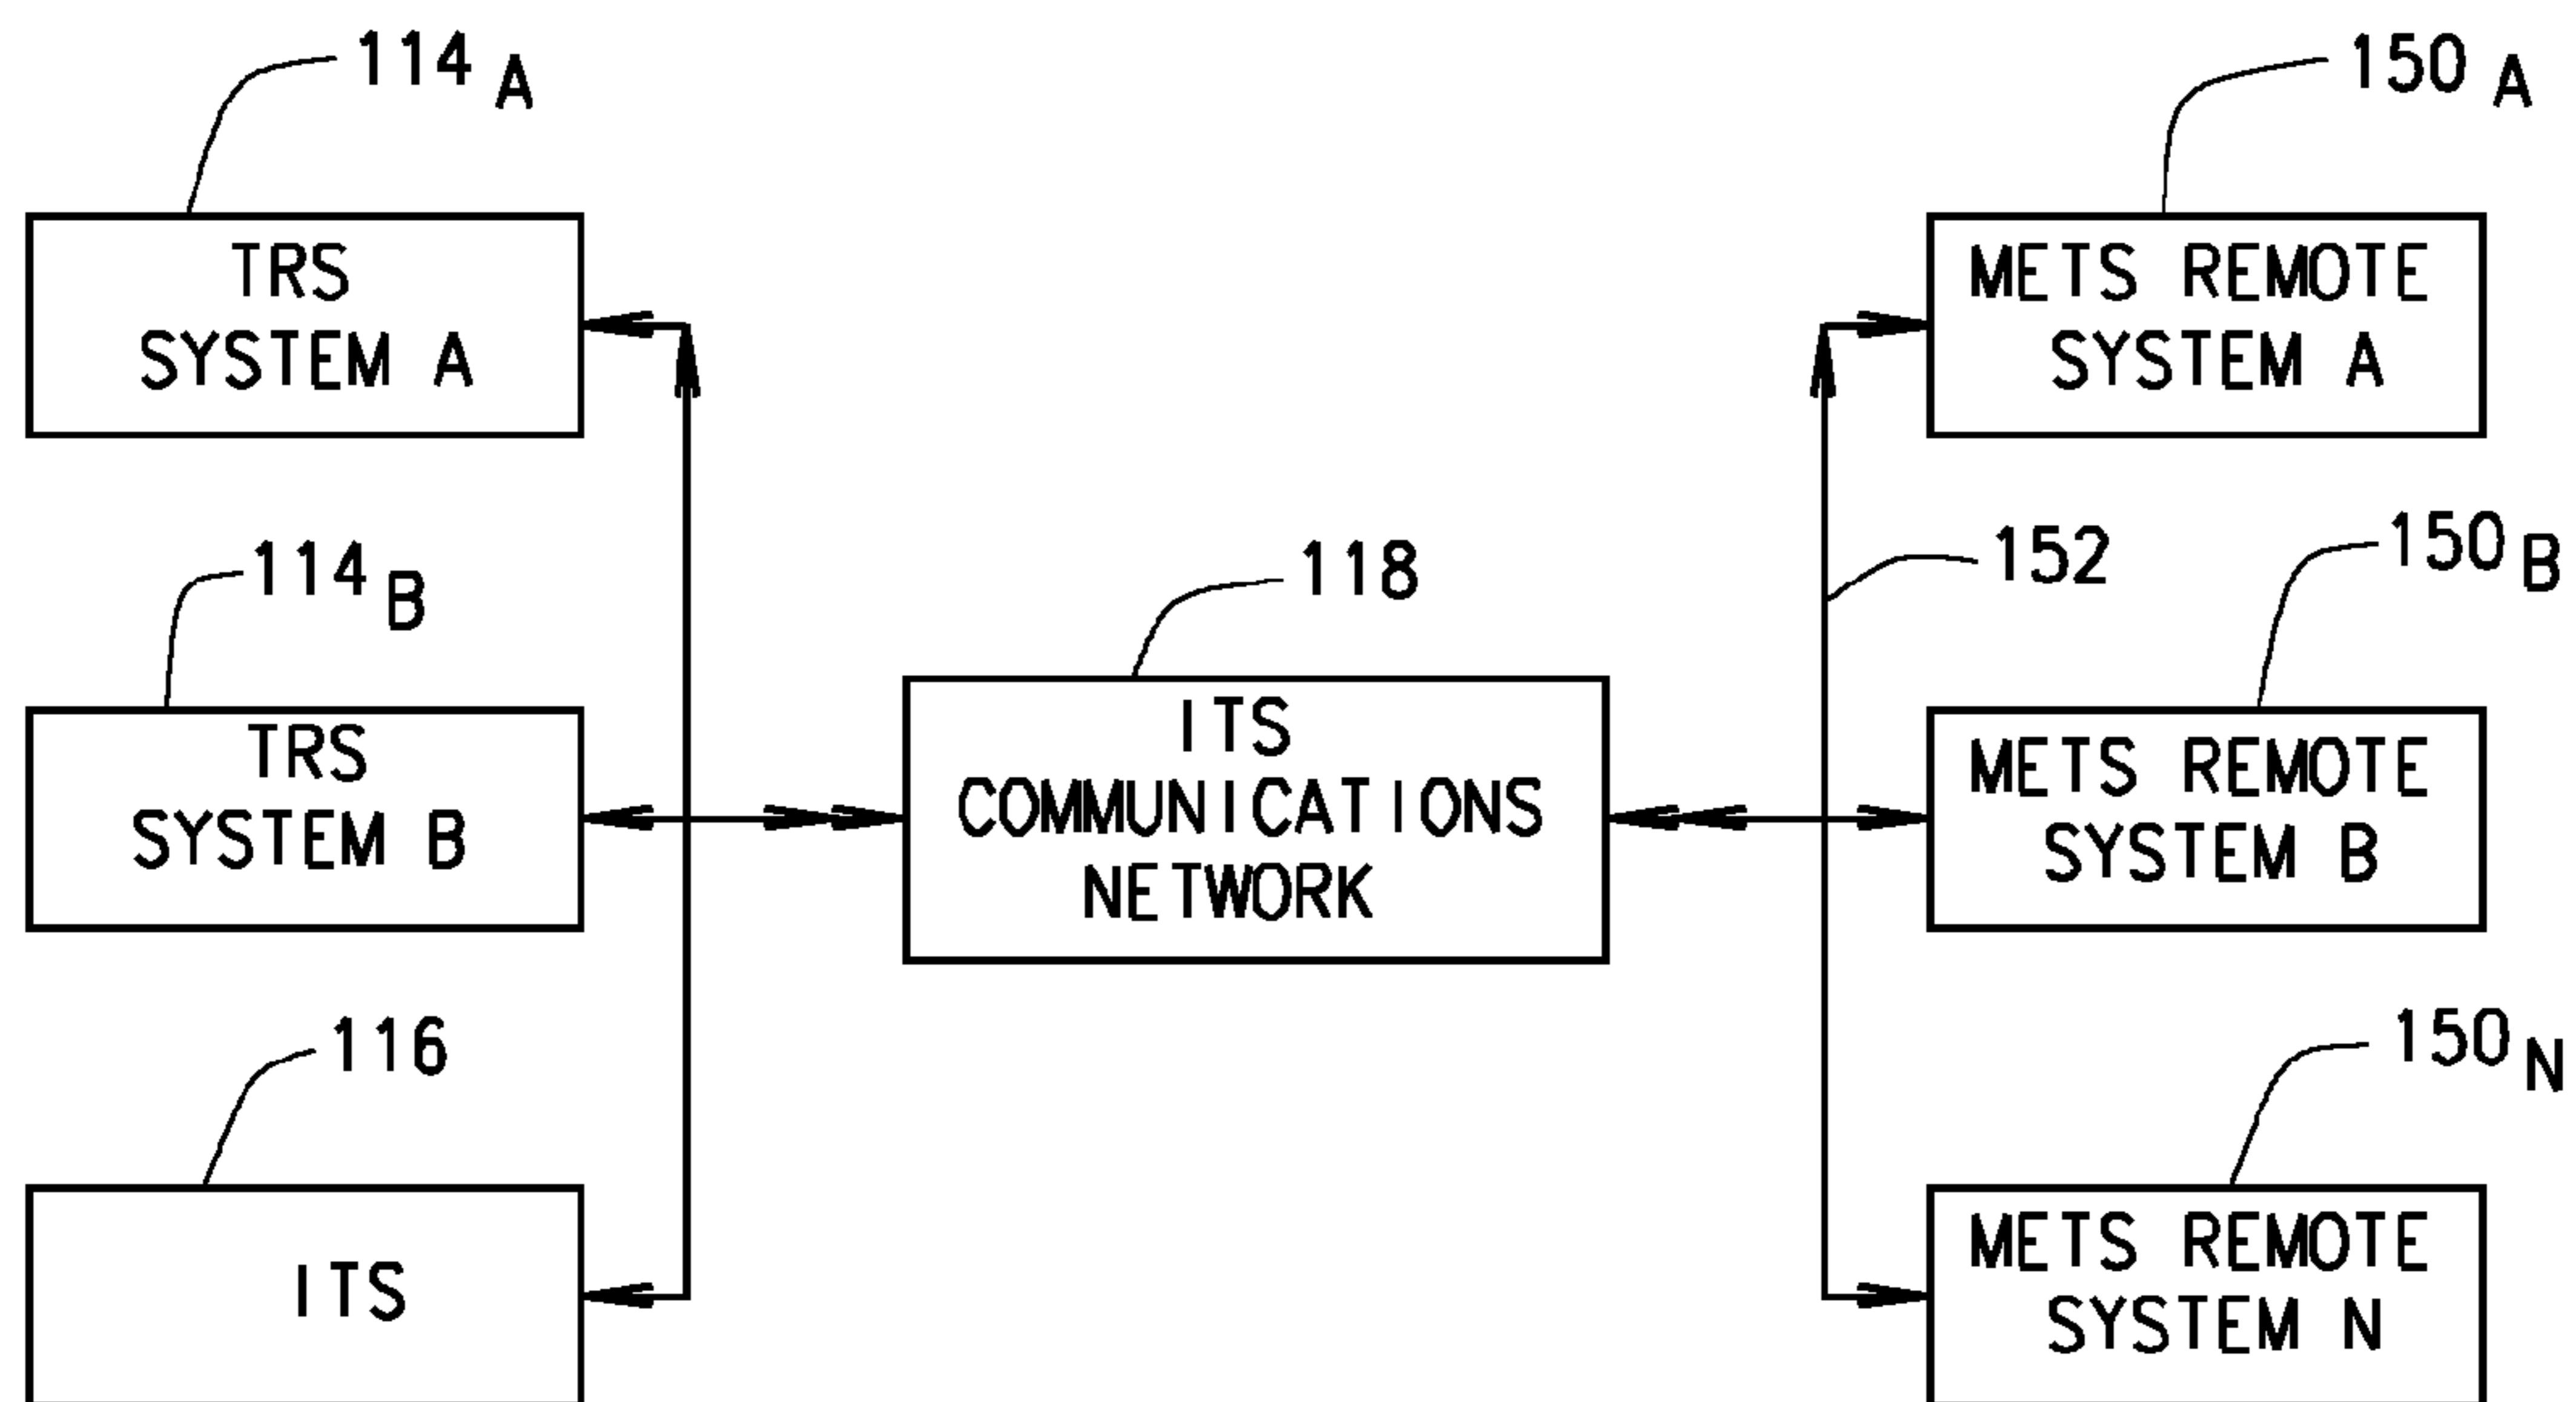 114 A
150 A
TRS
SYSTEM A
METS REMOTE
SYSTEM A
114 B
118
152
150 B
TRS
SYSTEM B
ITS
COMMUNICATIONS
NETWORK
METS REMOTE
SYSTEM B
116
150 N
ITS
METS REMOTE
SYSTEM N